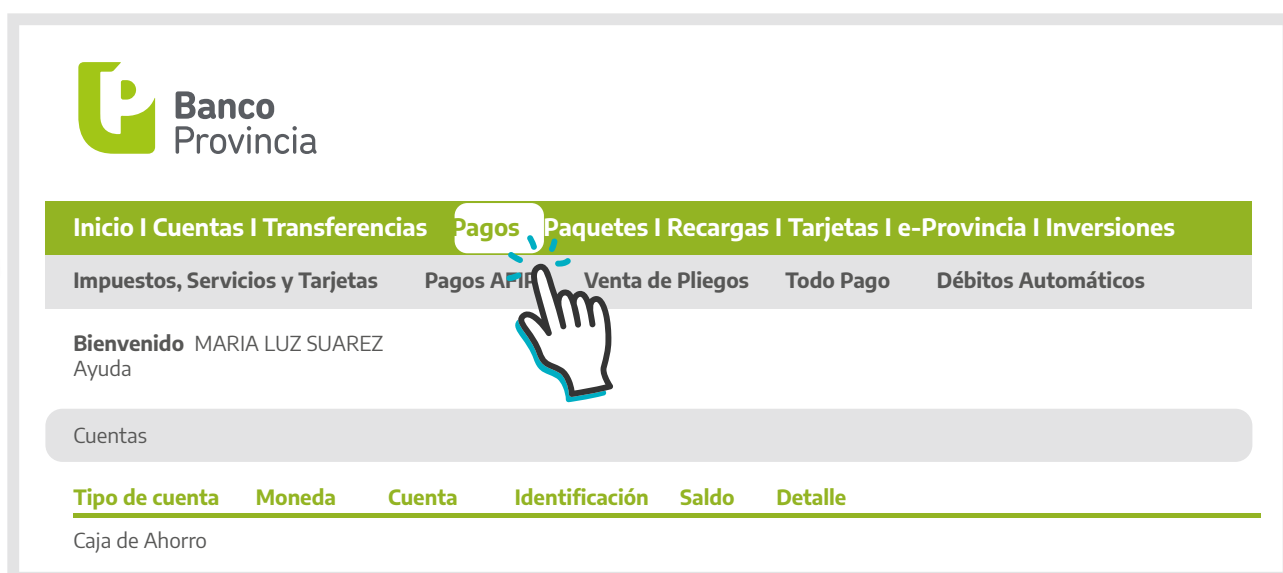 Banco
Provincia
Inicio I Cuentas I Transferencias Pagos Paquetes I Recargas I Tarjetas I e-Provincia I Inversiones
Impuestos, Servicios y Tarjetas Pagos AFIP Venta de Pliegos Todo Pago Débitos Automáticos
Bienvenido MARIA LUZ SUAREZ
Ayuda
Cuentas
Tipo de cuenta Moneda Cuenta Identificación Saldo Detalle
Caja de Ahorro